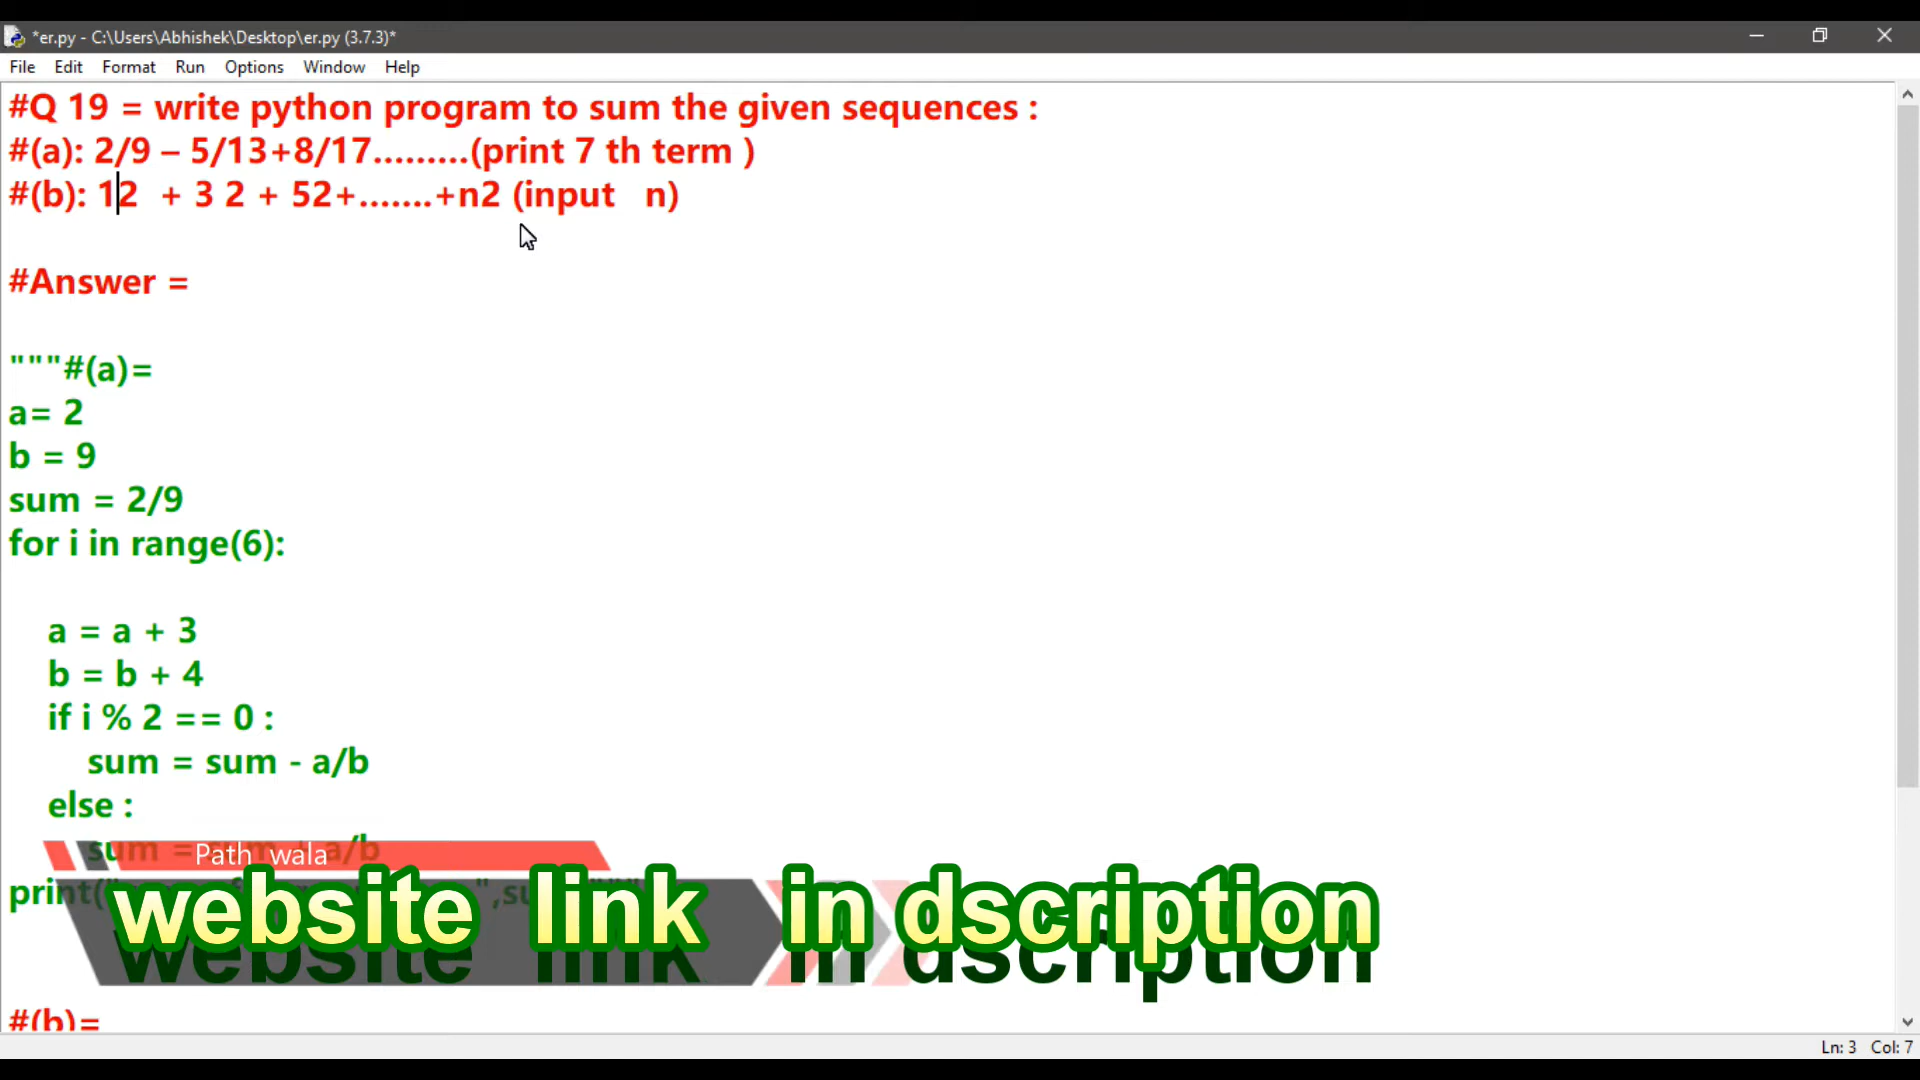 *er.py - C:\Users\Abhishek\Desktop\er.py (3.7.3)*
File Edit Format Run Options Window Help
#Q 19 = write python program to sum the given sequences :
#(a): 2/9 – 5/13+8/17.........(print 7 th term )
#(b): 12 + 3 2 + 52+.......+n2 (input n)
#Answer =
"""#(a)=
a= 2
b = 9
sum = 2/9
for i in range(6):
a = a + 3
b = b + 4
if i % 2 == 0 :
sum = sum - a/b
else :
sum = a/b
Path wala
print(
website link in dscription
#(b)=
Ln: 3 Col: 7